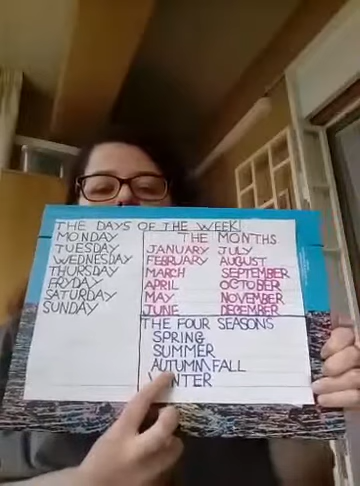 THE DAYS OF THE WEEK
MONDAY
TUESDAY
WEDNESDAY
THURSDAY
FRYDAY
SATURDAY
SUNDAY
THE MONTHS
JANUARY JULY
FEBRUARY AUGUST
MARCH SEPTEMBER
APRIL OCTOBER
MAY NOVEMBER
JUNE DECEMBER
THE FOUR SEASONS
SPRING
SUMMER
AUTUMN/FALL
WINTER